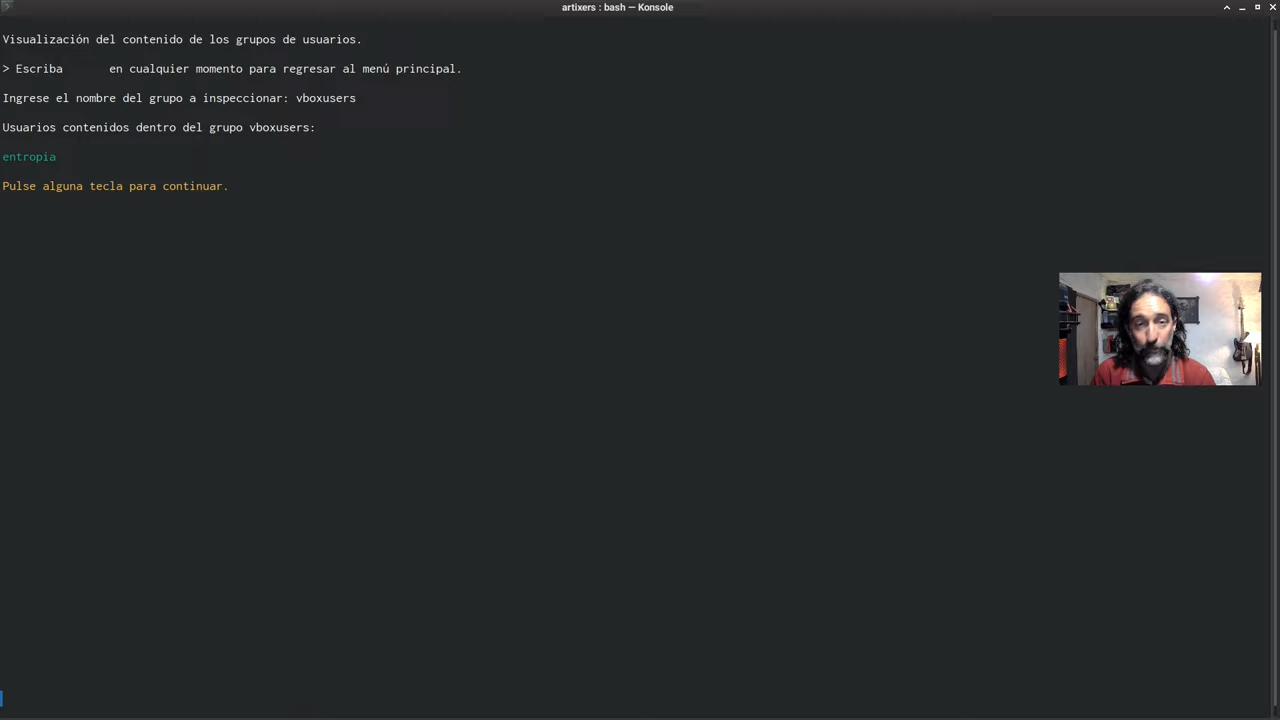 artixers : bash — Konsole
Visualización del contenido de los grupos de usuarios.
> Escriba en cualquier momento para regresar al menú principal.
Ingrese el nombre del grupo a inspeccionar: vboxusers
Usuarios contenidos dentro del grupo vboxusers:
entropia
Pulse alguna tecla para continuar.